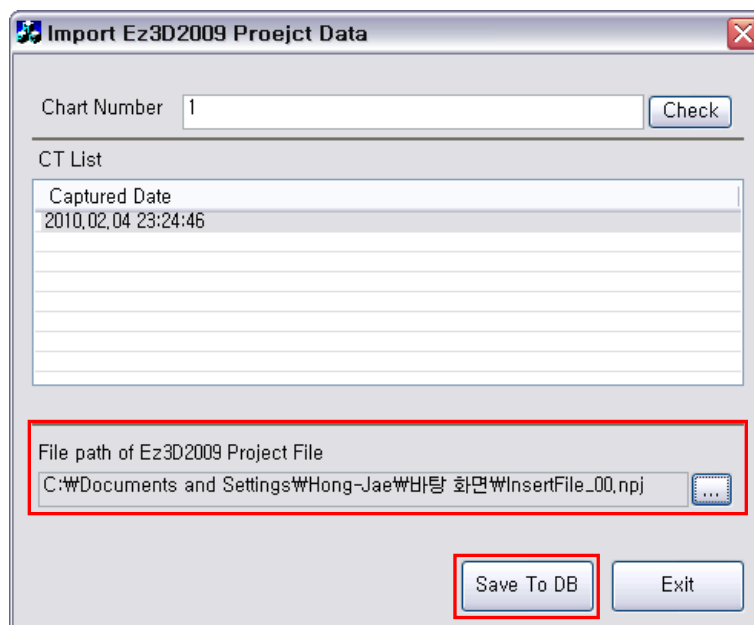 Import Ez3D2009 Proejct Data
Chart Number 1 Check
CT List
Captured Date
2010,02,04 23:24:46
File path of Ez3D2009 Project File
C:₩Documents and Settings₩Hong-Jae₩바탕 화면₩InsertFile_00,npj ...
Save To DB Exit